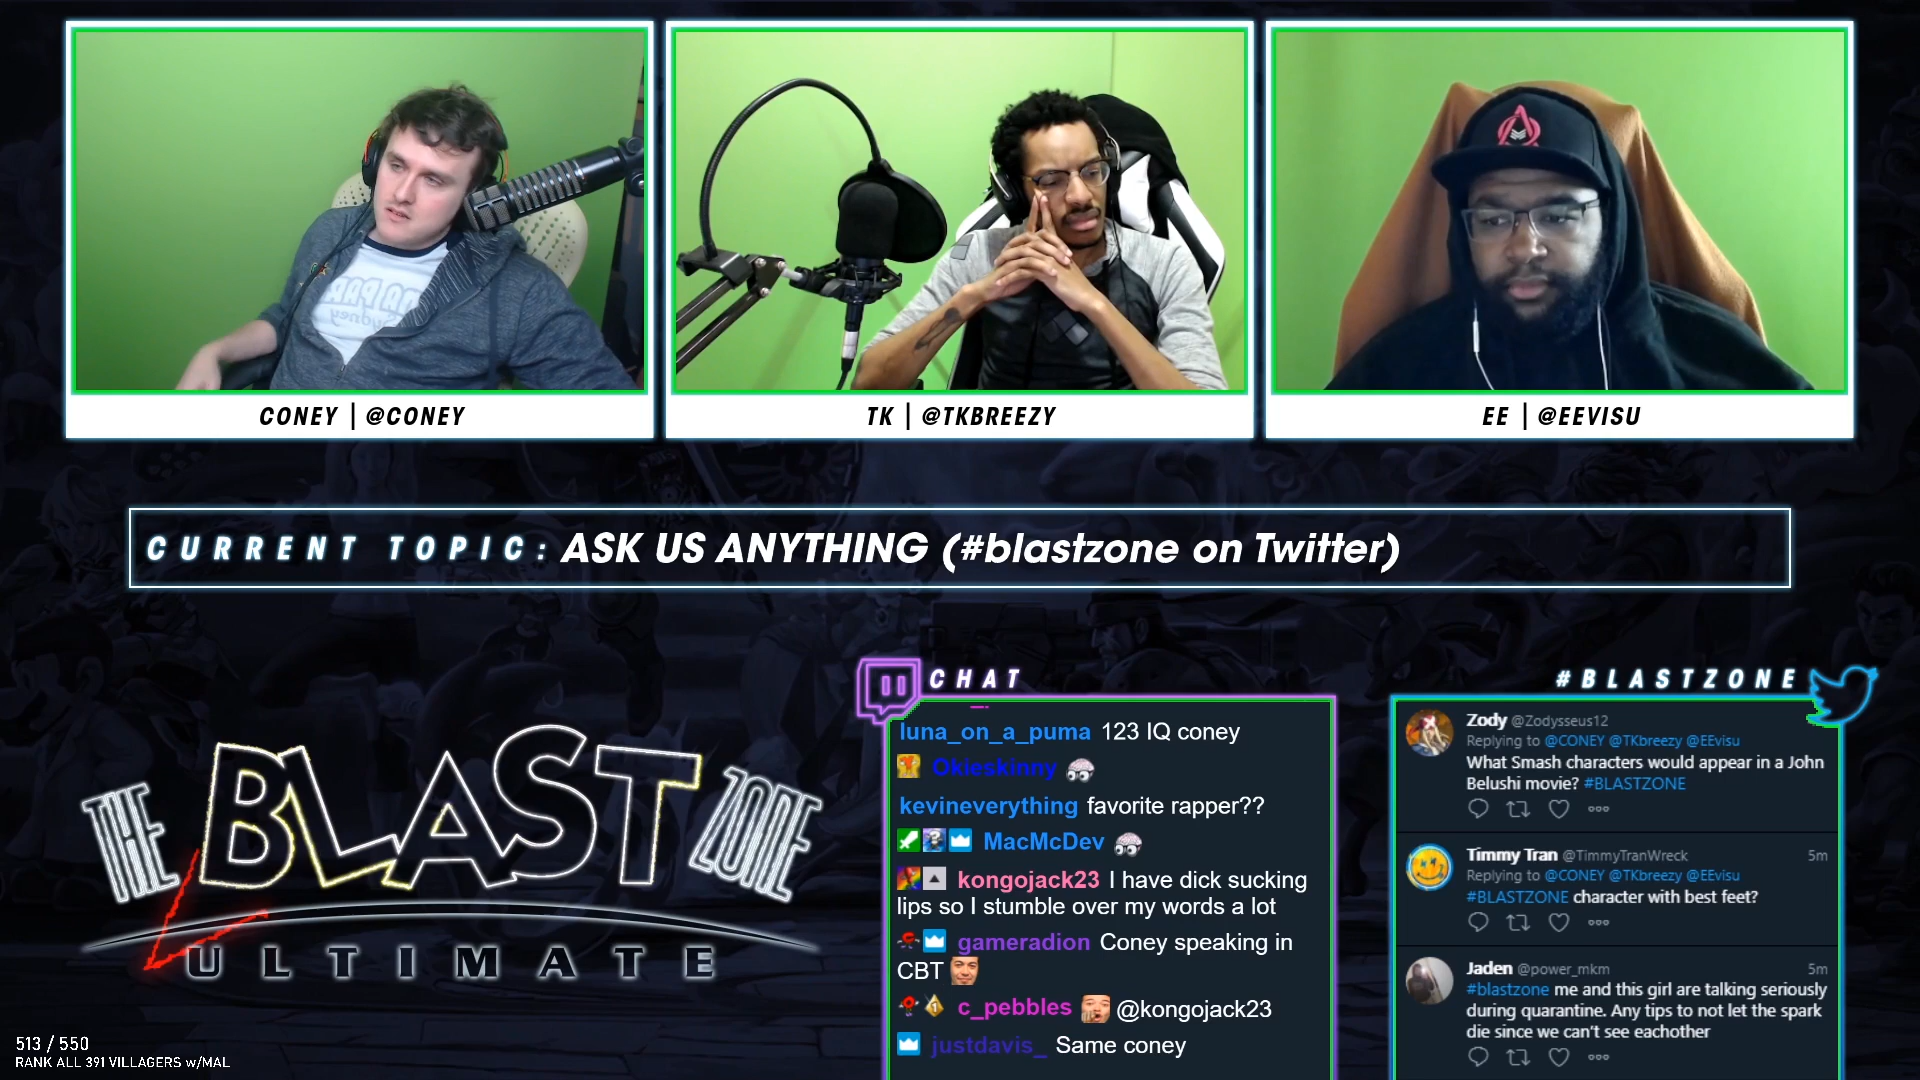 CONEY | @CONEY
TK | @TKBREEZY
EE | @EEVISU
CURRENT TOPIC: ASK US ANYTHING (#blastzone on Twitter)
THE BLAST ZONE
ULTIMATE
513 / 550
RANK ALL 391 VILLAGERS w/MAL
CHAT
luna_on_a_puma 123 IQ coney
Okieskinny
kevineverything favorite rapper??
MacMcDev
kongojack23 I have dick sucking
lips so I stumble over my words a lot
gameradion Coney speaking in
CBT
c_pebbles @kongojack23
justdavis_ Same coney
#BLASTZONE
Zody @Zodysseus12
Replying to @CONEY @TKbreezy @EEvisu
What Smash characters would appear in a John
Belushi movie? #BLASTZONE
Timmy Tran @TimmyTranWreck 5m
Replying to @CONEY @TKbreezy @EEvisu
#BLASTZONE character with best feet?
Jaden @power_mkm 5m
#blastzone me and this girl are talking seriously
during quarantine. Any tips to not let the spark
die since we can't see eachother